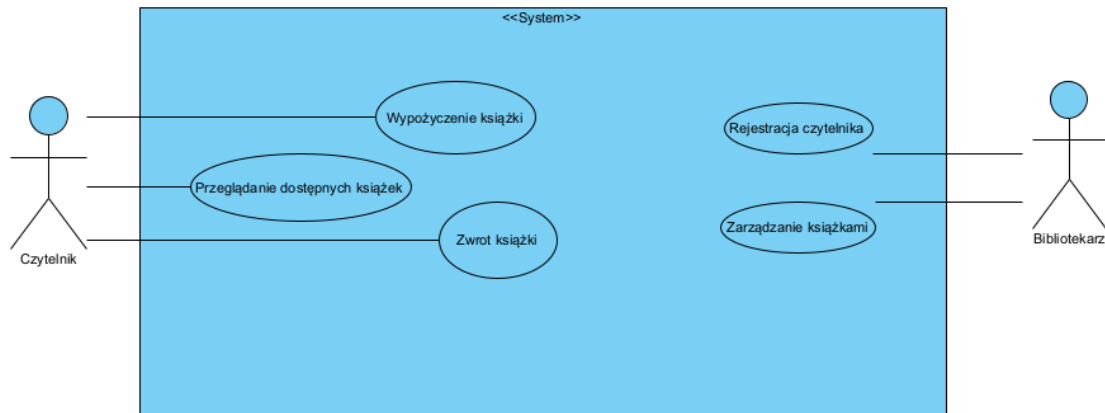 <<System>>
Wypożyczenie książki
Rejestracja czytelnika
Przeglądanie dostępnych książek
Zwrot książki
Zarządzanie książkami
Czytelnik
Bibliotekarz